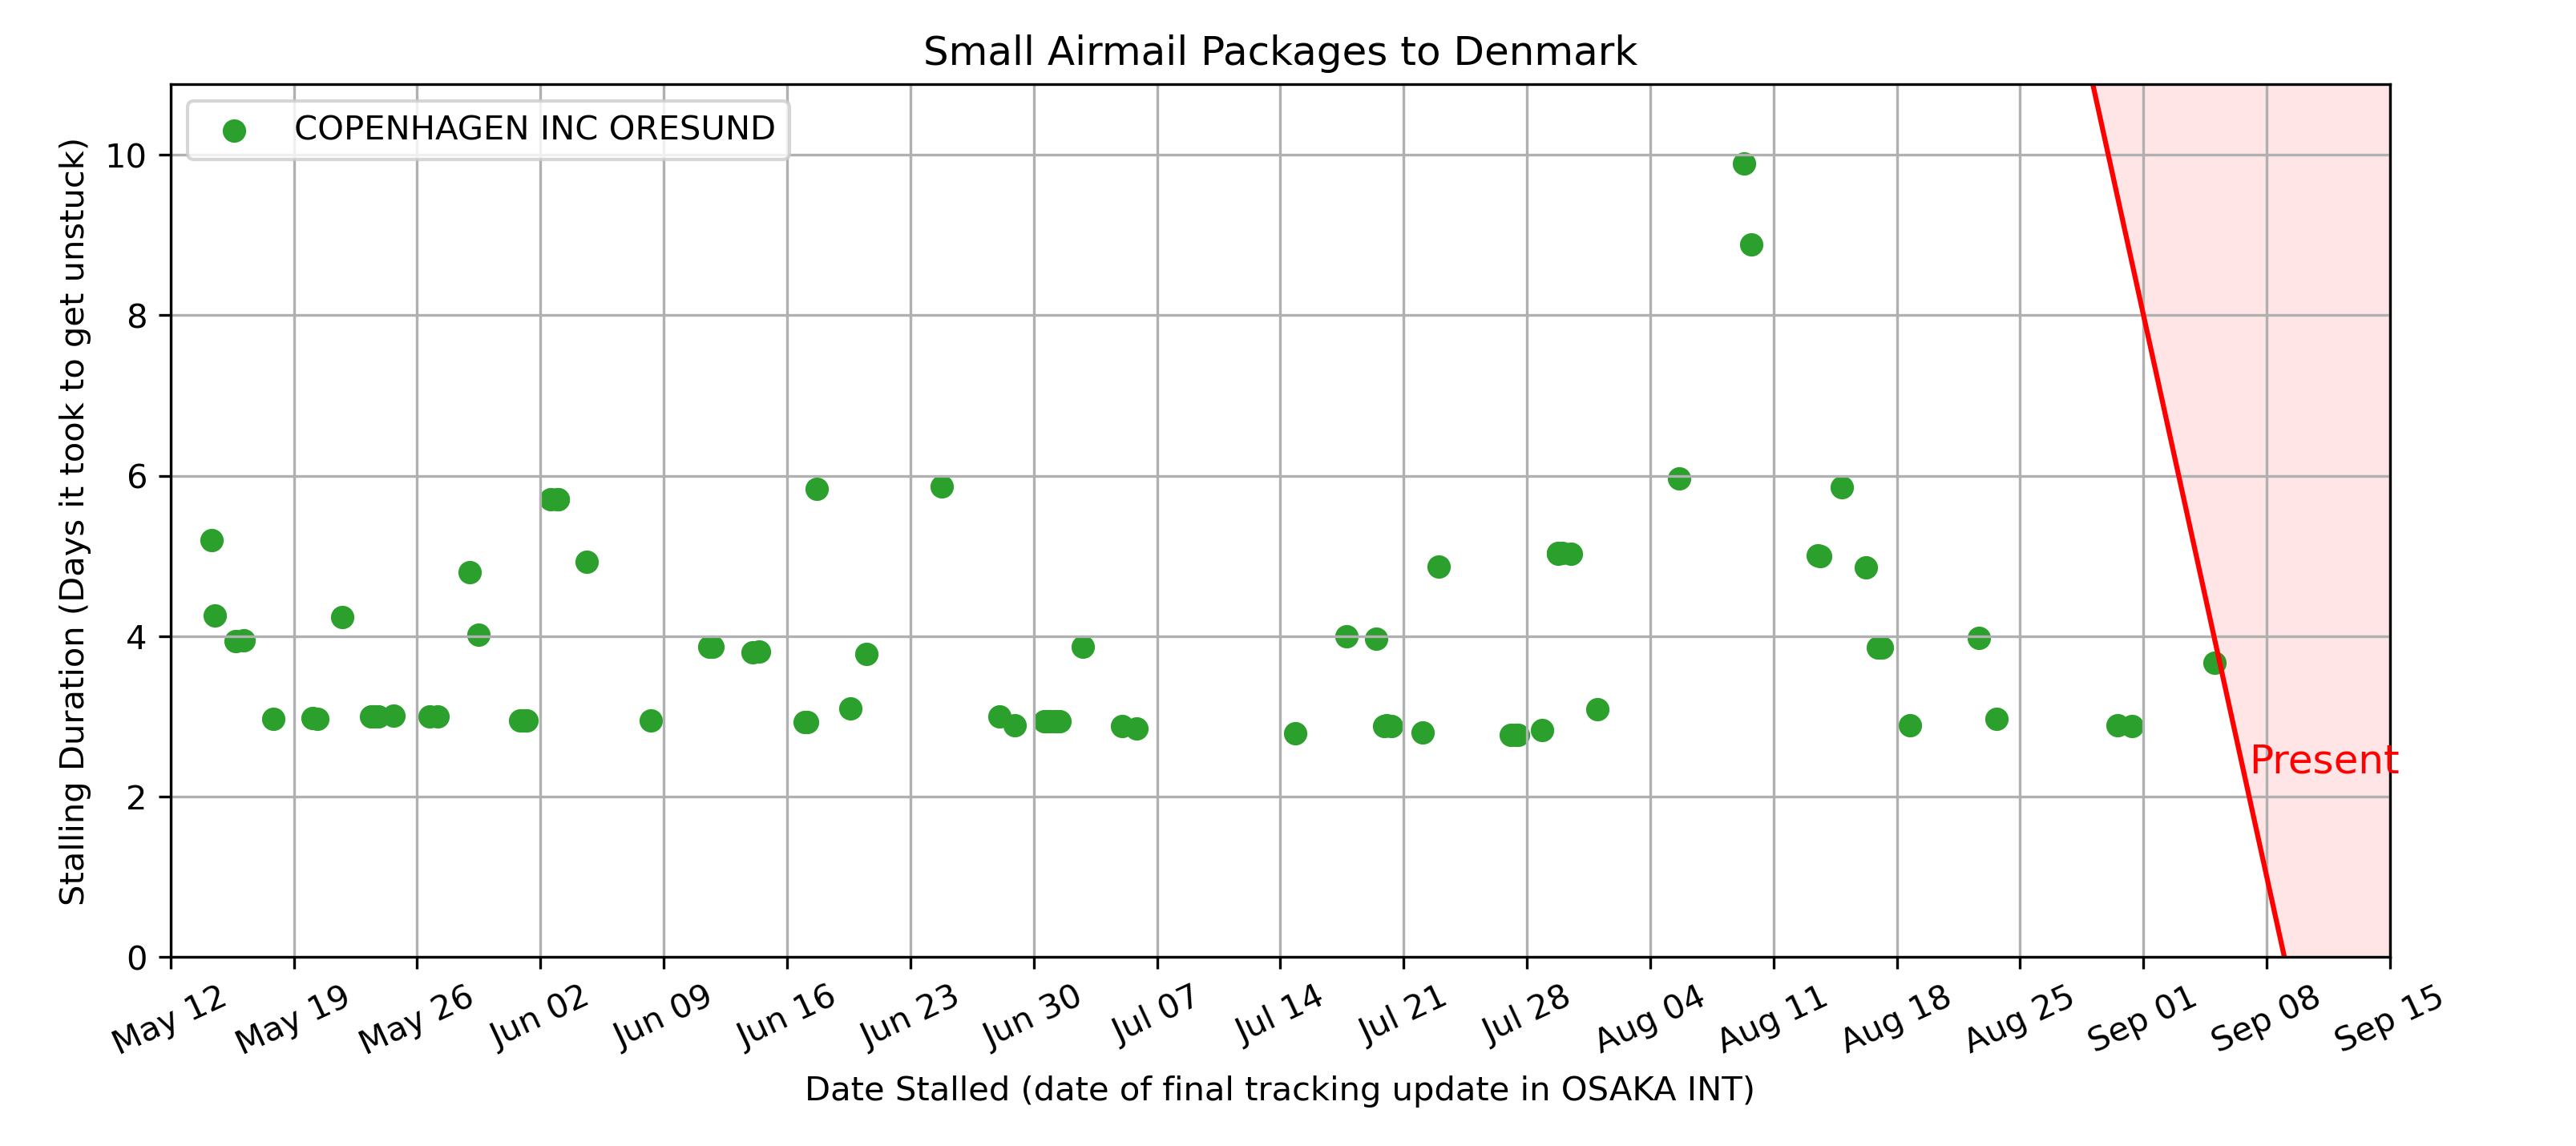 Small Airmail Packages to Denmark
COPENHAGEN INC ORESUND
Stalling Duration (Days it took to get unstuck)
10
8
6
4
2
0
Present
May 12
May 19
May 26
Jun 02
Jun 09
Jun 16
Jun 23
Jun 30
Jul 07
Jul 14
Jul 21
Jul 28
Aug 04
Aug 11
Aug 18
Aug 25
Sep 01
Sep 08
Sep 15
Date Stalled (date of final tracking update in OSAKA INT)